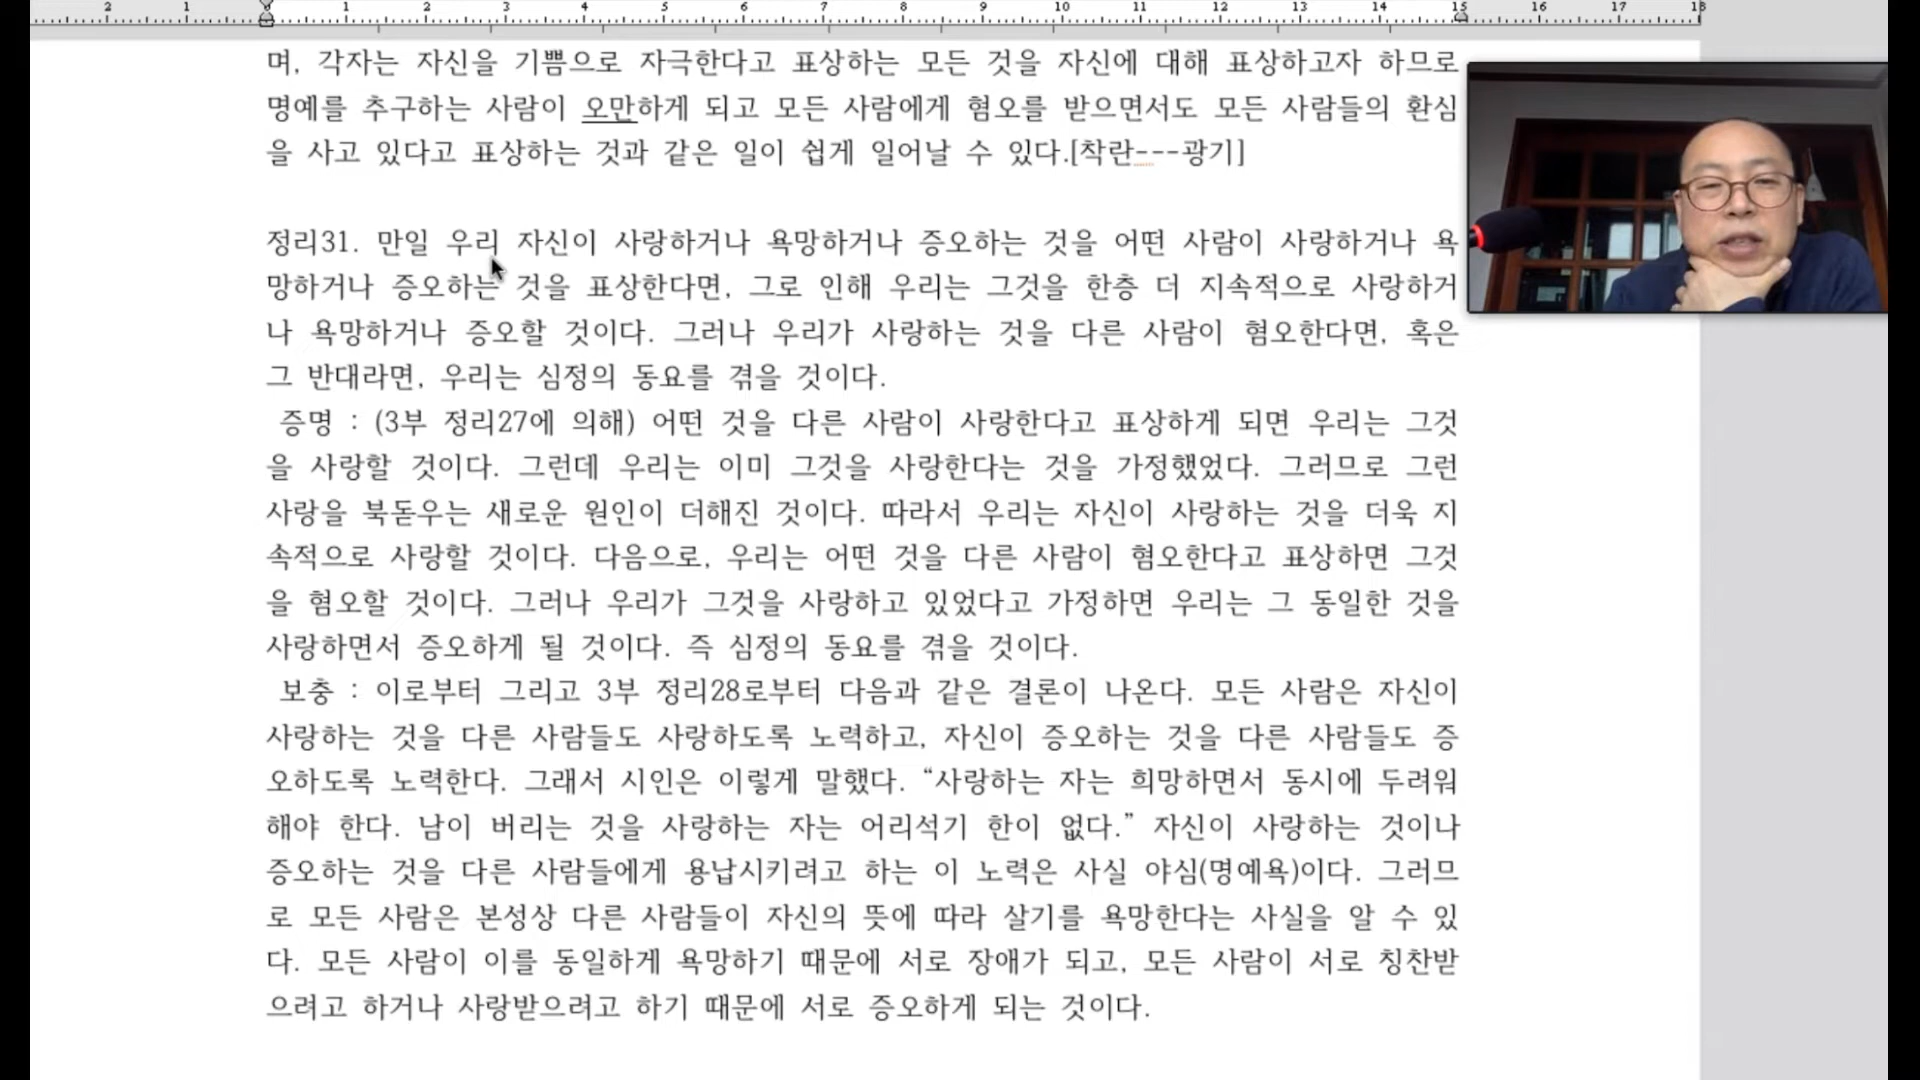 2 1 1 2 3 4 5 6 7 8 9 10 11 12 13 14 15 16 17 18
며, 각자는 자신을 기쁨으로 자극한다고 표상하는 모든 것을 자신에 대해 표상하고자 하므로
명예를 추구하는 사람이 오만하게 되고 모든 사람에게 혐오를 받으면서도 모든 사람들의 환심
을 사고 있다고 표상하는 것과 같은 일이 쉽게 일어날 수 있다.[착란---광기]
정리31. 만일 우리 자신이 사랑하거나 욕망하거나 증오하는 것을 어떤 사람이 사랑하거나 욕
망하거나 증오하는 것을 표상한다면, 그로 인해 우리는 그것을 한층 더 지속적으로 사랑하거
나 욕망하거나 증오할 것이다. 그러나 우리가 사랑하는 것을 다른 사람이 혐오한다면, 혹은
그 반대라면, 우리는 심정의 동요를 겪을 것이다.
증명 : (3부 정리27에 의해) 어떤 것을 다른 사람이 사랑한다고 표상하게 되면 우리는 그것
을 사랑할 것이다. 그런데 우리는 이미 그것을 사랑한다는 것을 가정했었다. 그러므로 그런
사랑을 북돋우는 새로운 원인이 더해진 것이다. 따라서 우리는 자신이 사랑하는 것을 더욱 지
속적으로 사랑할 것이다. 다음으로, 우리는 어떤 것을 다른 사람이 혐오한다고 표상하면 그것
을 혐오할 것이다. 그러나 우리가 그것을 사랑하고 있었다고 가정하면 우리는 그 동일한 것을
사랑하면서 증오하게 될 것이다. 즉 심정의 동요를 겪을 것이다.
보충 : 이로부터 그리고 3부 정리28로부터 다음과 같은 결론이 나온다. 모든 사람은 자신이
사랑하는 것을 다른 사람들도 사랑하도록 노력하고, 자신이 증오하는 것을 다른 사람들도 증
오하도록 노력한다. 그래서 시인은 이렇게 말했다. “사랑하는 자는 희망하면서 동시에 두려워
해야 한다. 남이 버리는 것을 사랑하는 자는 어리석기 한이 없다.” 자신이 사랑하는 것이나
증오하는 것을 다른 사람들에게 용납시키려고 하는 이 노력은 사실 야심(명예욕)이다. 그러므
로 모든 사람은 본성상 다른 사람들이 자신의 뜻에 따라 살기를 욕망한다는 사실을 알 수 있
다. 모든 사람이 이를 동일하게 욕망하기 때문에 서로 장애가 되고, 모든 사람이 서로 칭찬받
으려고 하거나 사랑받으려고 하기 때문에 서로 증오하게 되는 것이다.